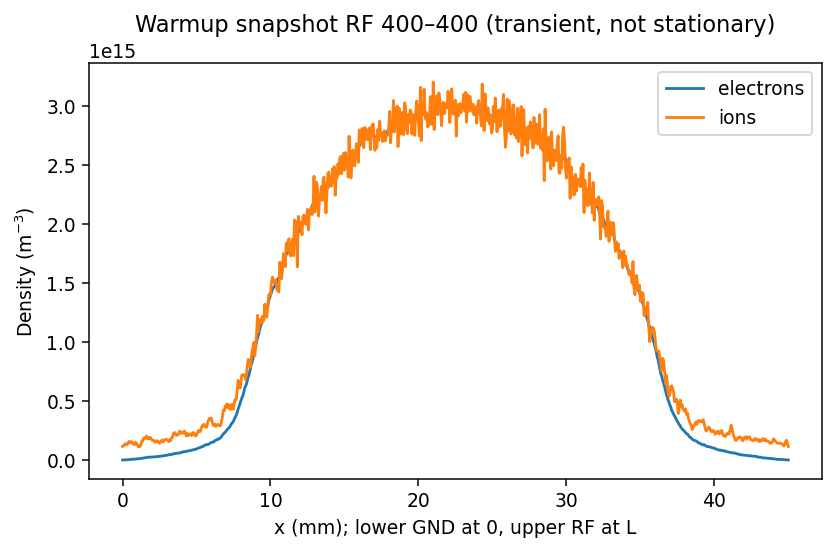 Warmup snapshot RF 400–400 (transient, not stationary)
1e15
electrons
ions
3.0
2.5
2.0
1.5
1.0
0.5
0.0
Density (m⁻³)
0 10 20 30 40
x (mm); lower GND at 0, upper RF at L